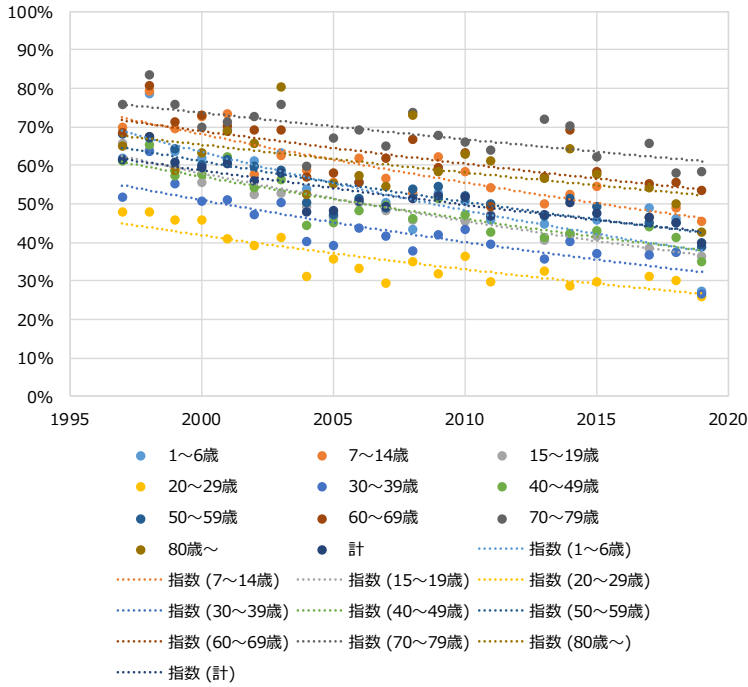 100%
90%
80%
70%
60%
50%
40%
30%
20%
10%
0%
1995 2000 2005 2010 2015 2020
1～6歳 7～14歳 15～19歳
20～29歳 30～39歳 40～49歳
50～59歳 60～69歳 70～79歳
80歳～ 計 指数 (1～6歳)
指数 (7～14歳) 指数 (15～19歳) 指数 (20～29歳)
指数 (30～39歳) 指数 (40～49歳) 指数 (50～59歳)
指数 (60～69歳) 指数 (70～79歳) 指数 (80歳～)
指数 (計)